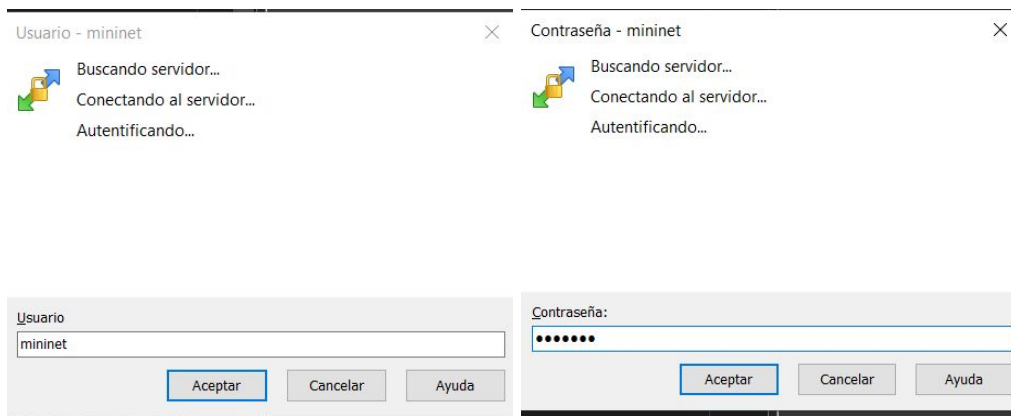 Usuario - mininet
Buscando servidor...
Conectando al servidor...
Autentificando...
Usuario
mininet
Aceptar Cancelar Ayuda
Contraseña - mininet
Buscando servidor...
Conectando al servidor...
Autentificando...
Contraseña:
•••••••
Aceptar Cancelar Ayuda